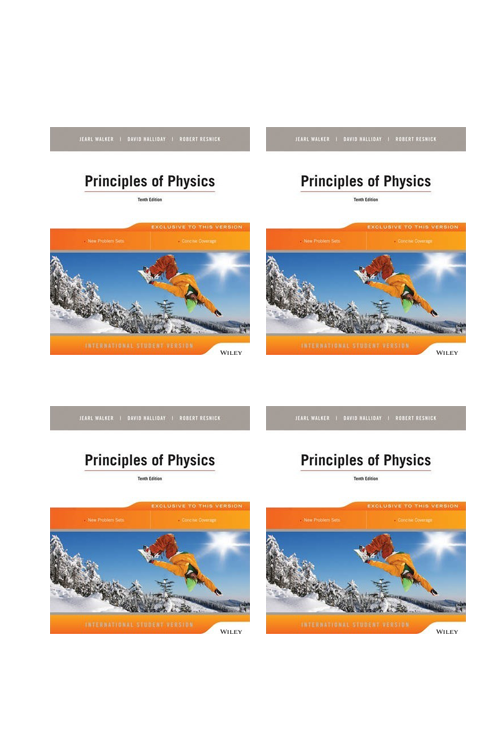 JEARL WALKER | DAVID HALLIDAY | ROBERT RESNICK
Principles of Physics
Tenth Edition
EXCLUSIVE TO THIS VERSION
• New Problem Sets • Concise Coverage
INTERNATIONAL STUDENT VERSION
WILEY
JEARL WALKER | DAVID HALLIDAY | ROBERT RESNICK
Principles of Physics
Tenth Edition
EXCLUSIVE TO THIS VERSION
• New Problem Sets • Concise Coverage
INTERNATIONAL STUDENT VERSION
WILEY
JEARL WALKER | DAVID HALLIDAY | ROBERT RESNICK
Principles of Physics
Tenth Edition
EXCLUSIVE TO THIS VERSION
• New Problem Sets • Concise Coverage
INTERNATIONAL STUDENT VERSION
WILEY
JEARL WALKER | DAVID HALLIDAY | ROBERT RESNICK
Principles of Physics
Tenth Edition
EXCLUSIVE TO THIS VERSION
• New Problem Sets • Concise Coverage
INTERNATIONAL STUDENT VERSION
WILEY